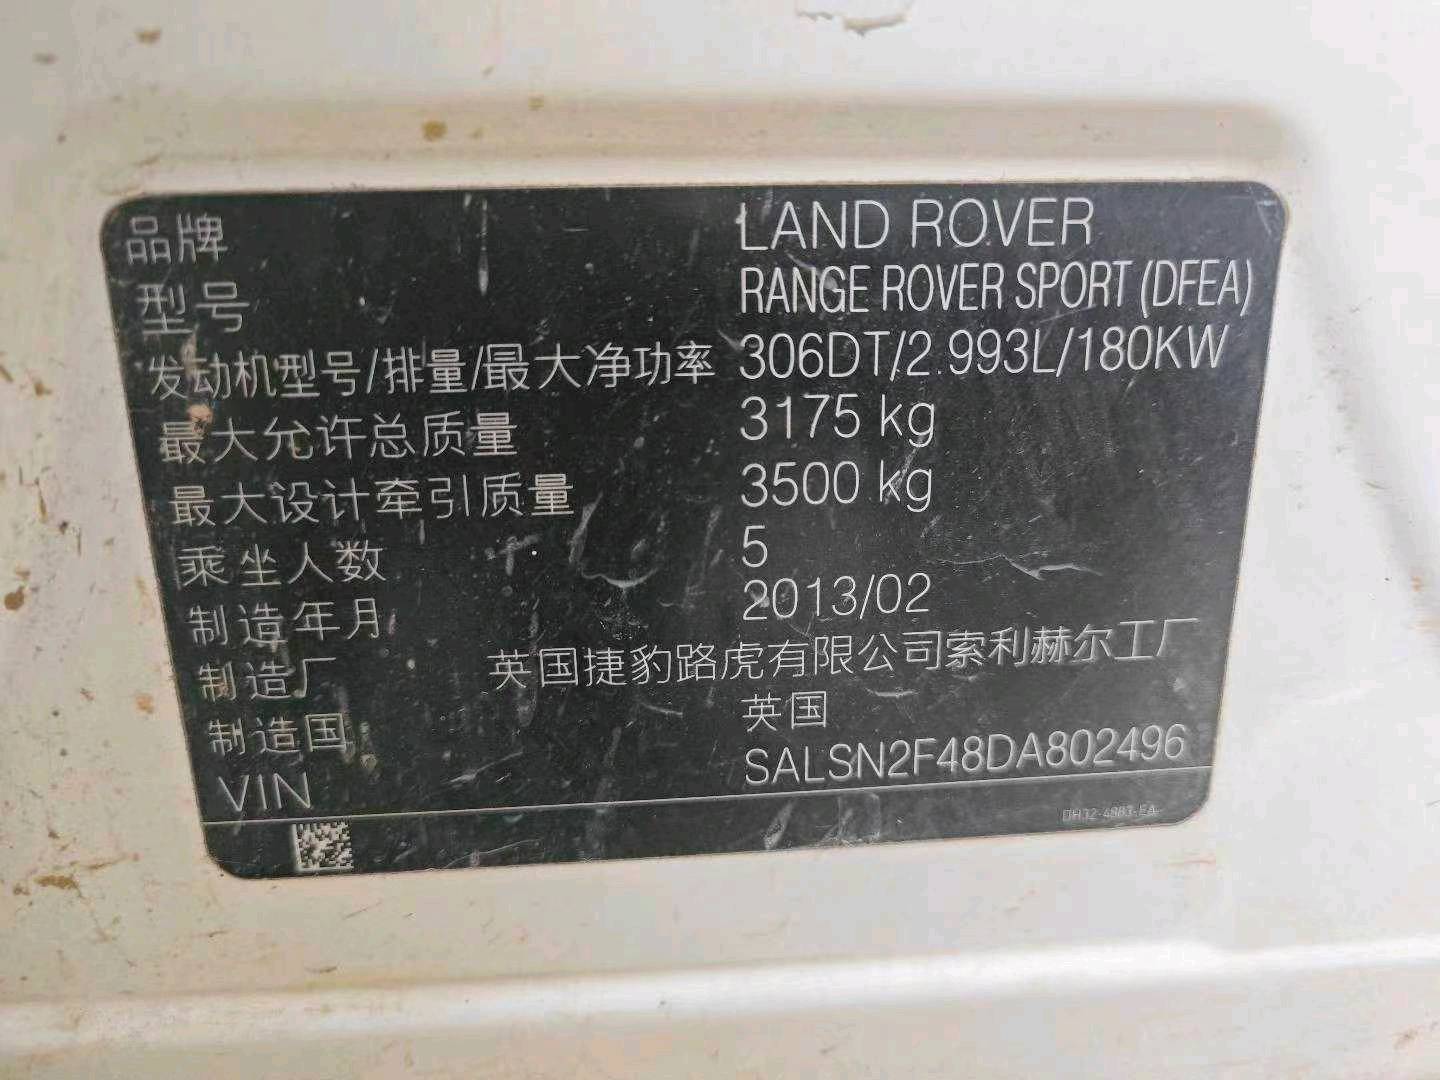 品牌 LAND ROVER
型号 RANGE ROVER SPORT (DFEA)
发动机型号/排量/最大净功率 306DT/2.993L/180KW
最大允许总质量 3175 kg
最大设计牵引质量 3500 kg
乘坐人数 5
制造年月 2013/02
制造厂 英国捷豹路虎有限公司索利赫尔工厂
制造国 英国
VIN SALSN2F48DA802496
DH32-4883-EA